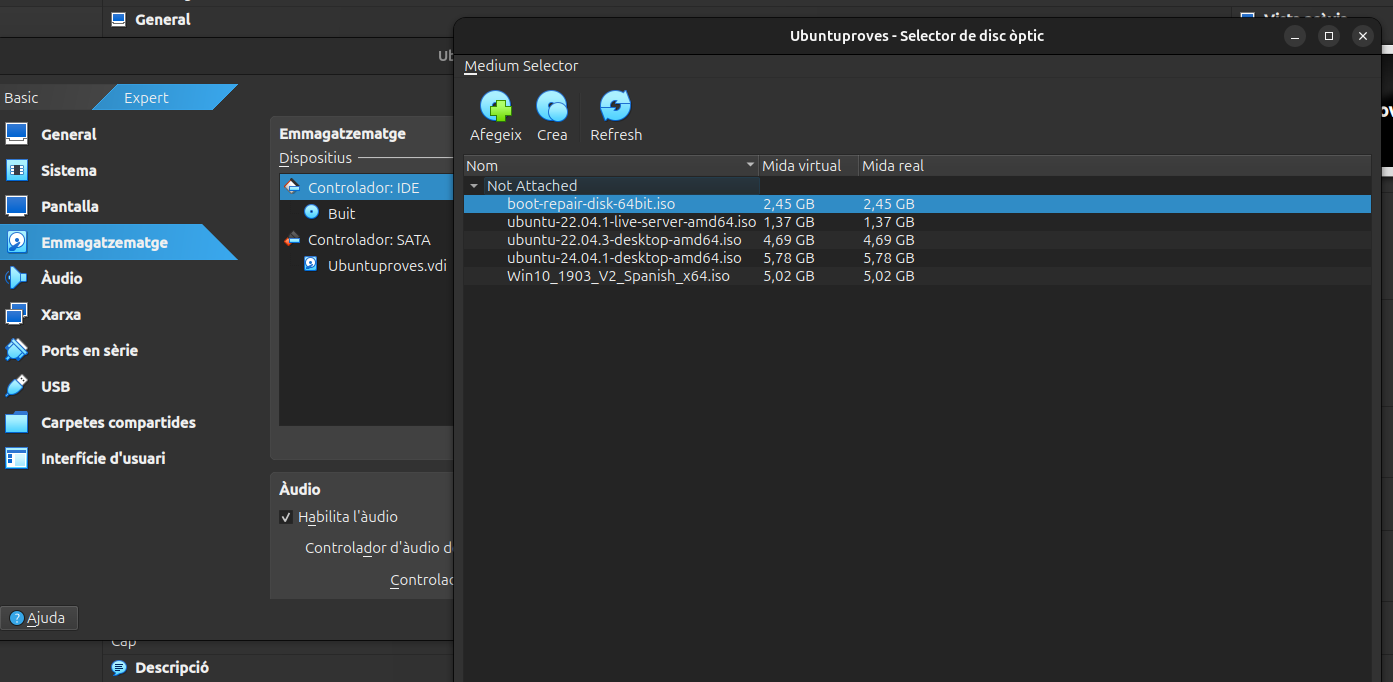 General
Ubuntuproves - Selector de disc òptic
Medium Selector
Basic
Expert
Afegeix
Crea
Refresh
General
Sistema
Pantalla
Emmagatzematge
Àudio
Xarxa
Ports en sèrie
USB
Carpetes compartides
Interfície d'usuari
Ajuda
Emmagatzematge
Dispositius
Controlador: IDE
Buit
Controlador: SATA
Ubuntuproves.vdi
Àudio
Habilita l'àudio
Controlador d'àudio d
Controlad
Nom Mida virtual Mida real
Not Attached
boot-repair-disk-64bit.iso 2,45 GB 2,45 GB
ubuntu-22.04.1-live-server-amd64.iso 1,37 GB 1,37 GB
ubuntu-22.04.3-desktop-amd64.iso 4,69 GB 4,69 GB
ubuntu-24.04.1-desktop-amd64.iso 5,78 GB 5,78 GB
Win10_1903_V2_Spanish_x64.iso 5,02 GB 5,02 GB
Cap
Descripció